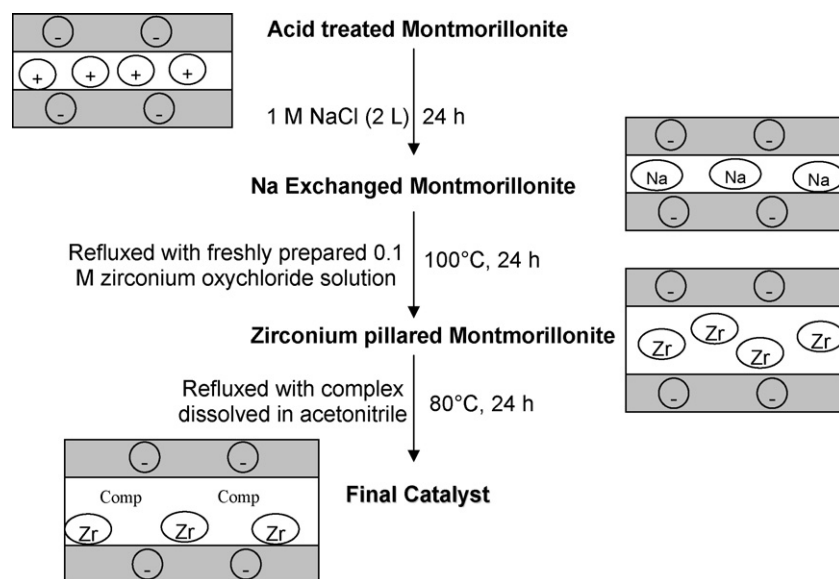 Acid treated Montmorillonite
- -
+ + + +
- -
1 M NaCl (2 L) 24 h
- -
Na Na Na
- -
Na Exchanged Montmorillonite
Refluxed with freshly prepared 0.1
M zirconium oxychloride solution
100°C, 24 h
- -
Zr Zr Zr Zr
- -
Zirconium pillared Montmorillonite
Refluxed with complex
dissolved in acetonitrile
80°C, 24 h
- -
Comp Comp
Zr Zr Zr
- -
Final Catalyst